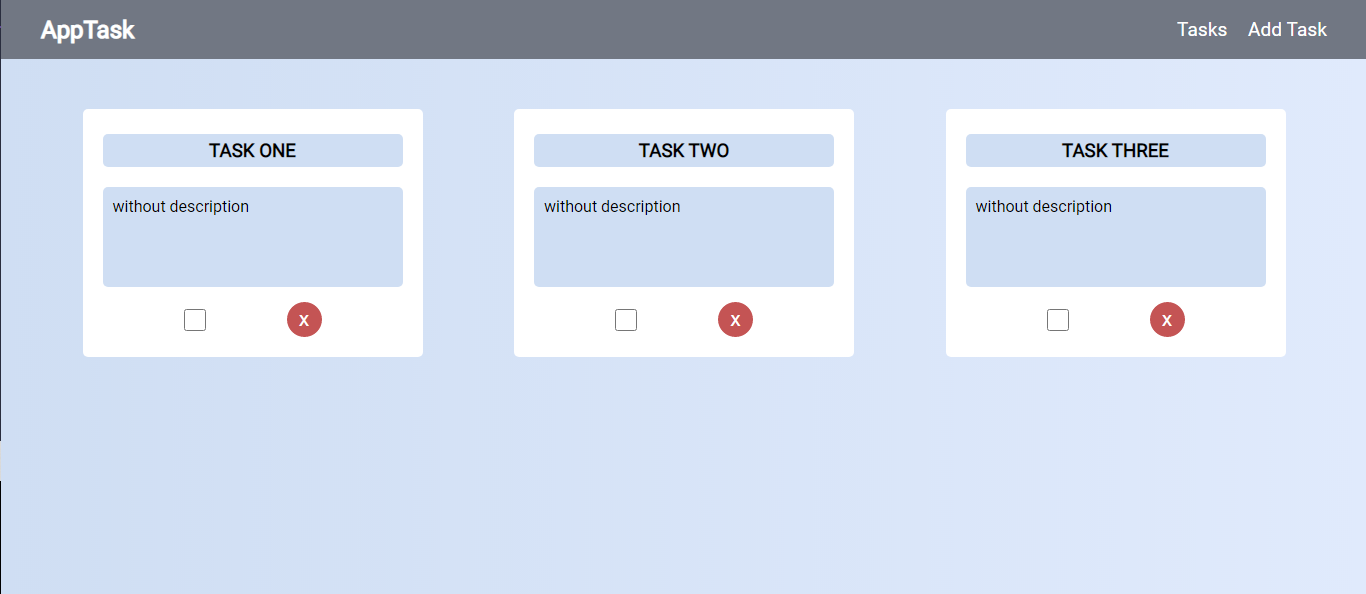 AppTask
Tasks Add Task
TASK ONE
without description
X
TASK TWO
without description
X
TASK THREE
without description
X